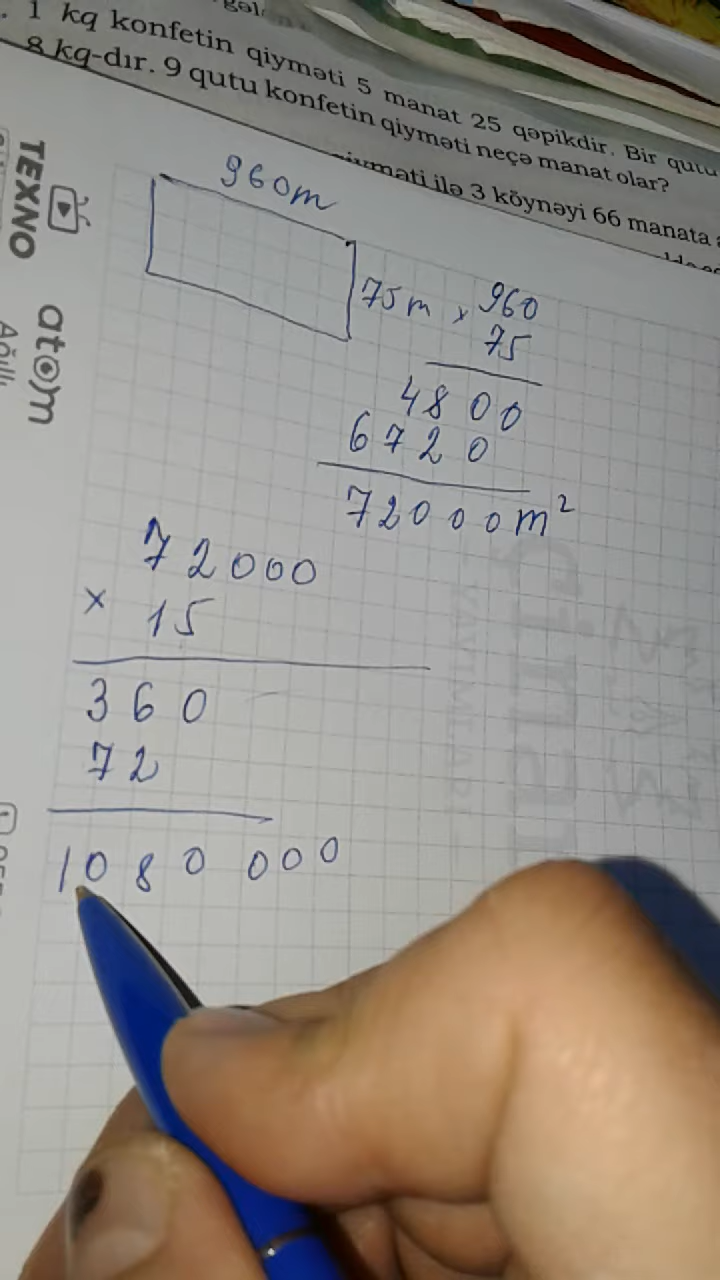 1 kq konfetin qiyməti 5 manat 25 qəpikdir. Bir qutu
8 kq-dır. 9 qutu konfetin qiyməti neçə manat olar?
ilə 3 köynəyi 66 manata
TEXNO
atom
960m
75m
× 960
75
4800
6720
72000m²
72000
× 15
360
72
1080 000